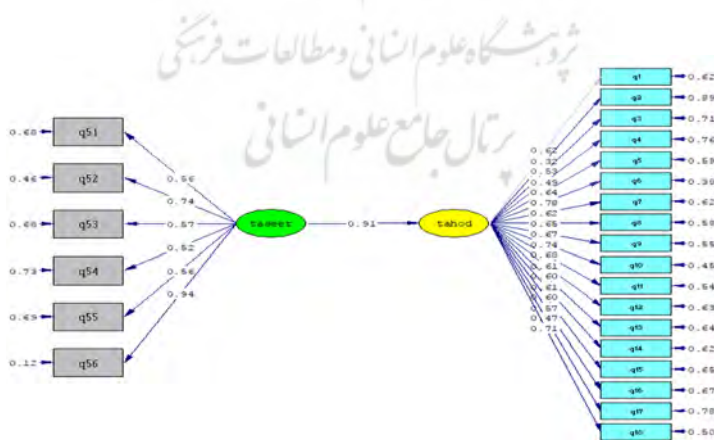 پژوهشگاه علوم انسانی و مطالعات فرهنگی
پرتال جامع علوم انسانی
0.68 q51
0.46 q52
0.68 q53
0.73 q54
0.69 q55
0.12 q56
0.56
0.74
0.57
0.52
0.56
0.94
0.91
tahod
0.62
0.32
0.53
0.49
0.64
0.78
0.62
0.65
0.67
0.74
0.68
0.61
0.60
0.61
0.60
0.57
0.47
0.71
q1 0.62
q2 0.89
q3 0.71
q4 0.76
q5 0.59
q6
q7 0.62
q8 0.58
q9 0.55
q10 0.45
q11 0.54
q12 0.63
q13 0.64
q14 0.62
q15 0.65
q16 0.67
q17 0.78
q18 0.50